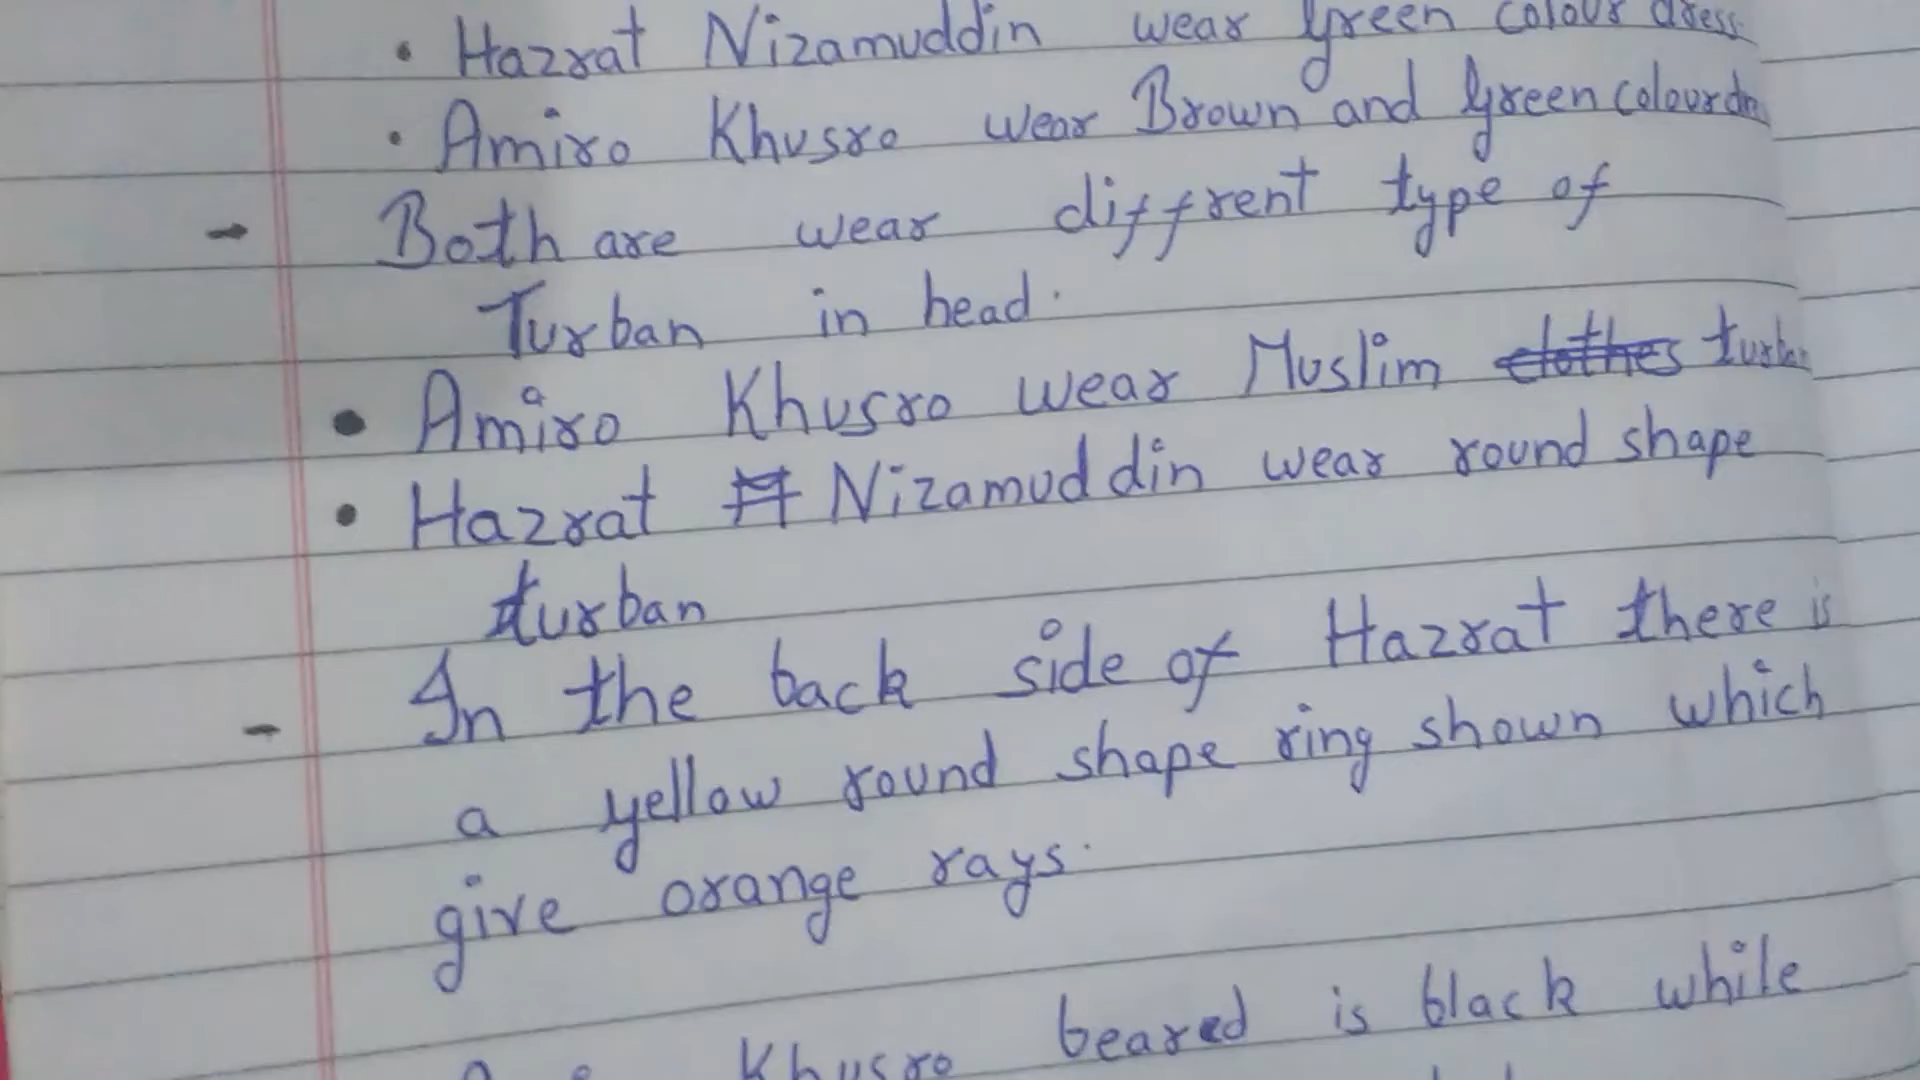 • Hazrat Nizamuddin wear green colour dress
• Amiro Khusro wear Brown and green colour
- Both are wear diffrent type of
Turban in head.
• Amiro Khusro wear Muslim clothes turban
• Hazrat H Nizamuddin wear round shape
turban
- In the back side of Hazrat there is
a yellow round shape ring shown which
give orange rays.
Khusro beared is black while